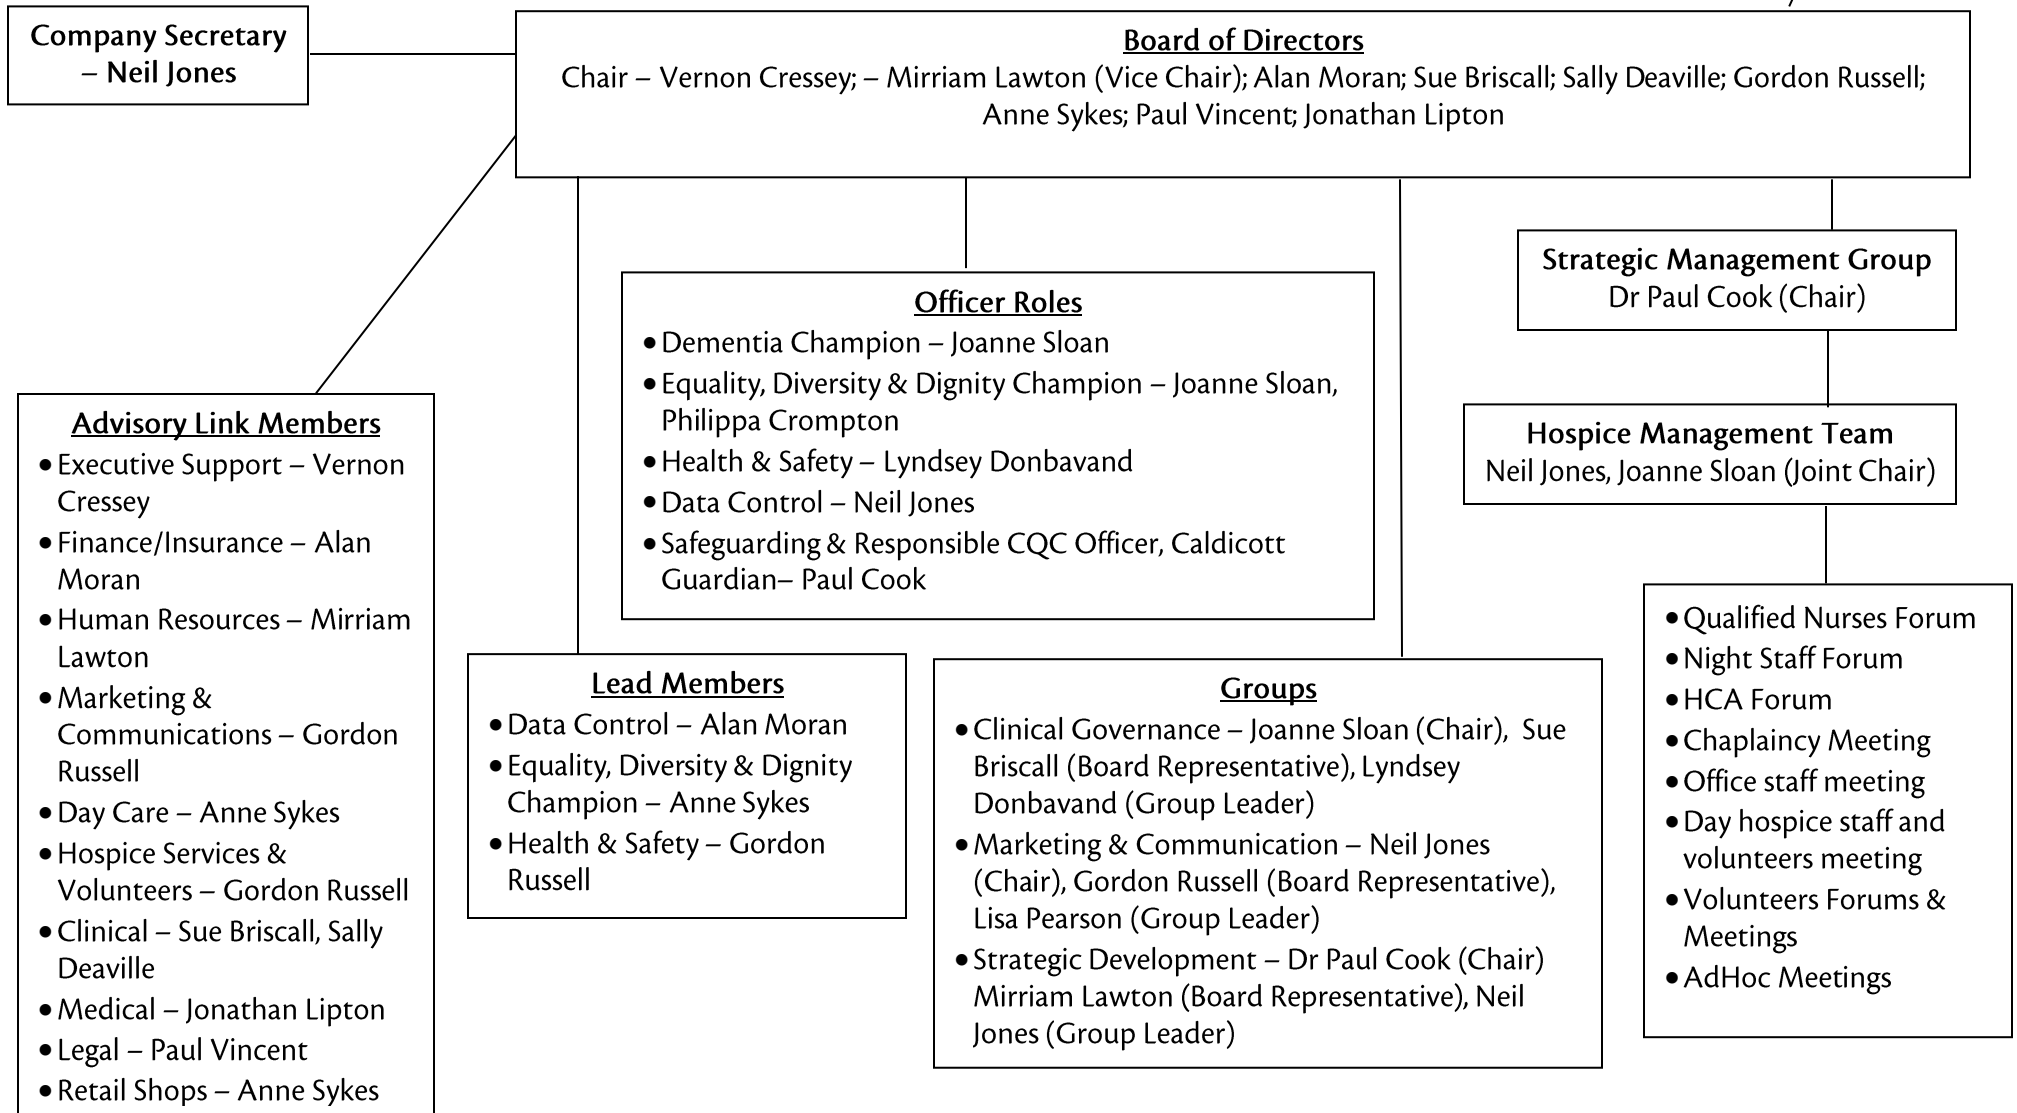 Company Secretary
– Neil Jones
Board of Directors
Chair – Vernon Cressey; – Mirriam Lawton (Vice Chair); Alan Moran; Sue Briscall; Sally Deaville; Gordon Russell;
Anne Sykes; Paul Vincent; Jonathan Lipton
Strategic Management Group
Dr Paul Cook (Chair)
Officer Roles
• Dementia Champion – Joanne Sloan
• Equality, Diversity & Dignity Champion – Joanne Sloan,
Philippa Crompton
• Health & Safety – Lyndsey Donbavand
• Data Control – Neil Jones
• Safeguarding & Responsible CQC Officer, Caldicott
Guardian– Paul Cook
Hospice Management Team
Neil Jones, Joanne Sloan (Joint Chair)
Advisory Link Members
• Executive Support – Vernon
Cressey
• Finance/Insurance – Alan
Moran
• Human Resources – Mirriam
Lawton
• Marketing &
Communications – Gordon
Russell
• Day Care – Anne Sykes
• Hospice Services &
Volunteers – Gordon Russell
• Clinical – Sue Briscall, Sally
Deaville
• Medical – Jonathan Lipton
• Legal – Paul Vincent
• Retail Shops – Anne Sykes
Lead Members
• Data Control – Alan Moran
• Equality, Diversity & Dignity
Champion – Anne Sykes
• Health & Safety – Gordon
Russell
Groups
• Clinical Governance – Joanne Sloan (Chair),  Sue
Briscall (Board Representative), Lyndsey
Donbavand (Group Leader)
• Marketing & Communication – Neil Jones
(Chair), Gordon Russell (Board Representative),
Lisa Pearson (Group Leader)
• Strategic Development – Dr Paul Cook (Chair)
Mirriam Lawton (Board Representative), Neil
Jones (Group Leader)
• Qualified Nurses Forum
• Night Staff Forum
• HCA Forum
• Chaplaincy Meeting
• Office staff meeting
• Day hospice staff and
volunteers meeting
• Volunteers Forums &
Meetings
• AdHoc Meetings